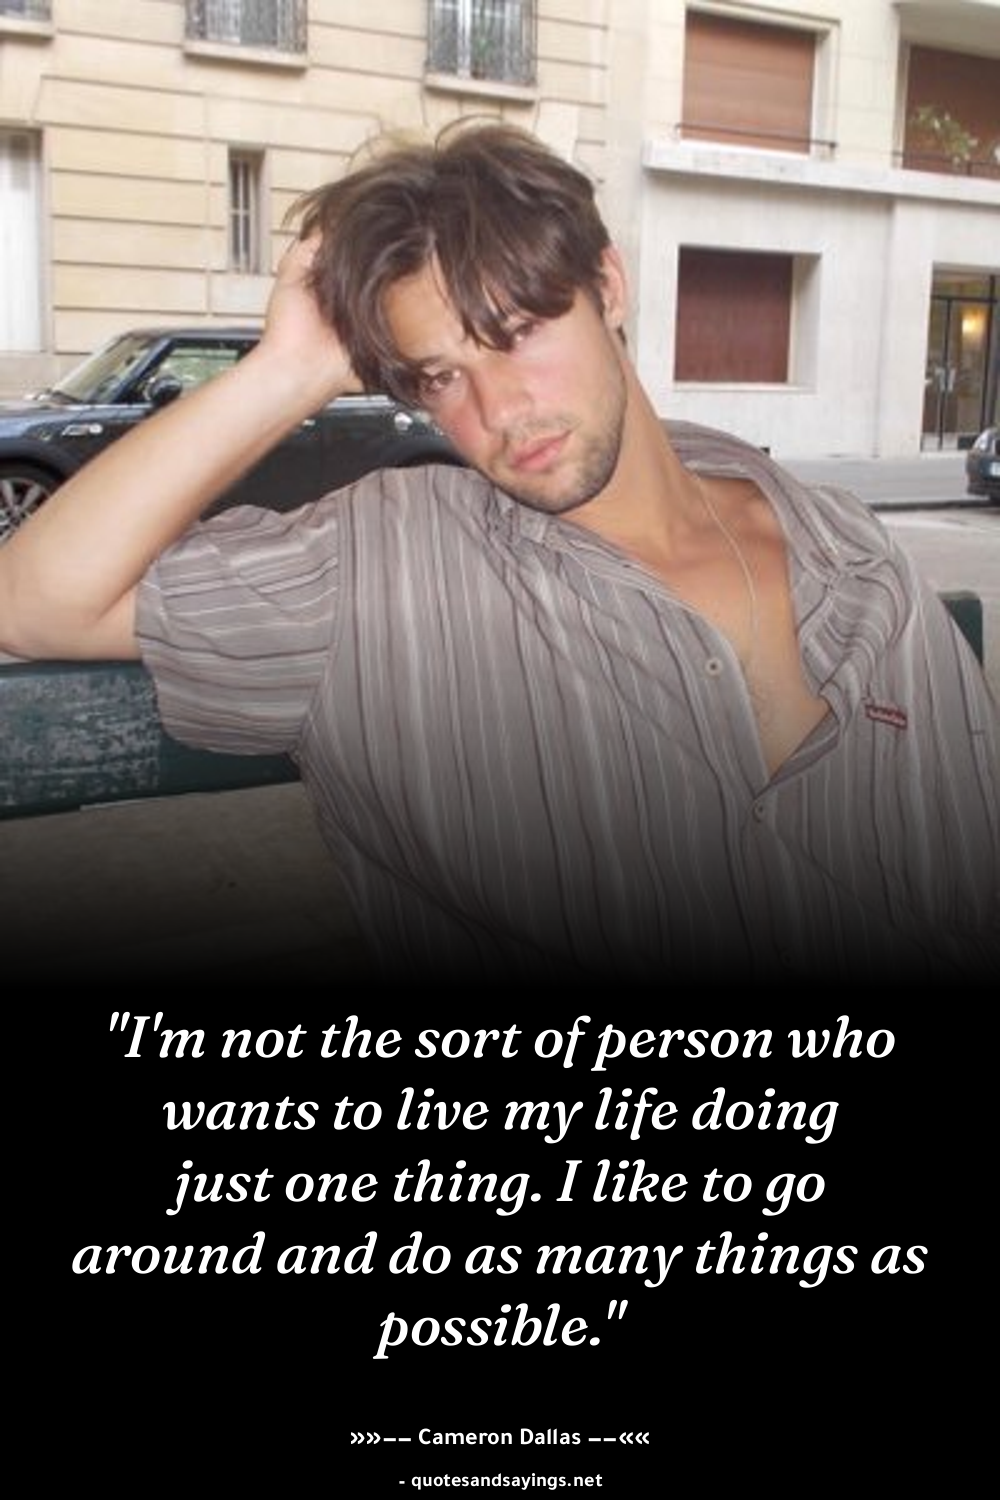 "I'm not the sort of person who
wants to live my life doing
just one thing. I like to go
around and do as many things as
possible."
»»–– Cameron Dallas ––««
- quotesandsayings.net